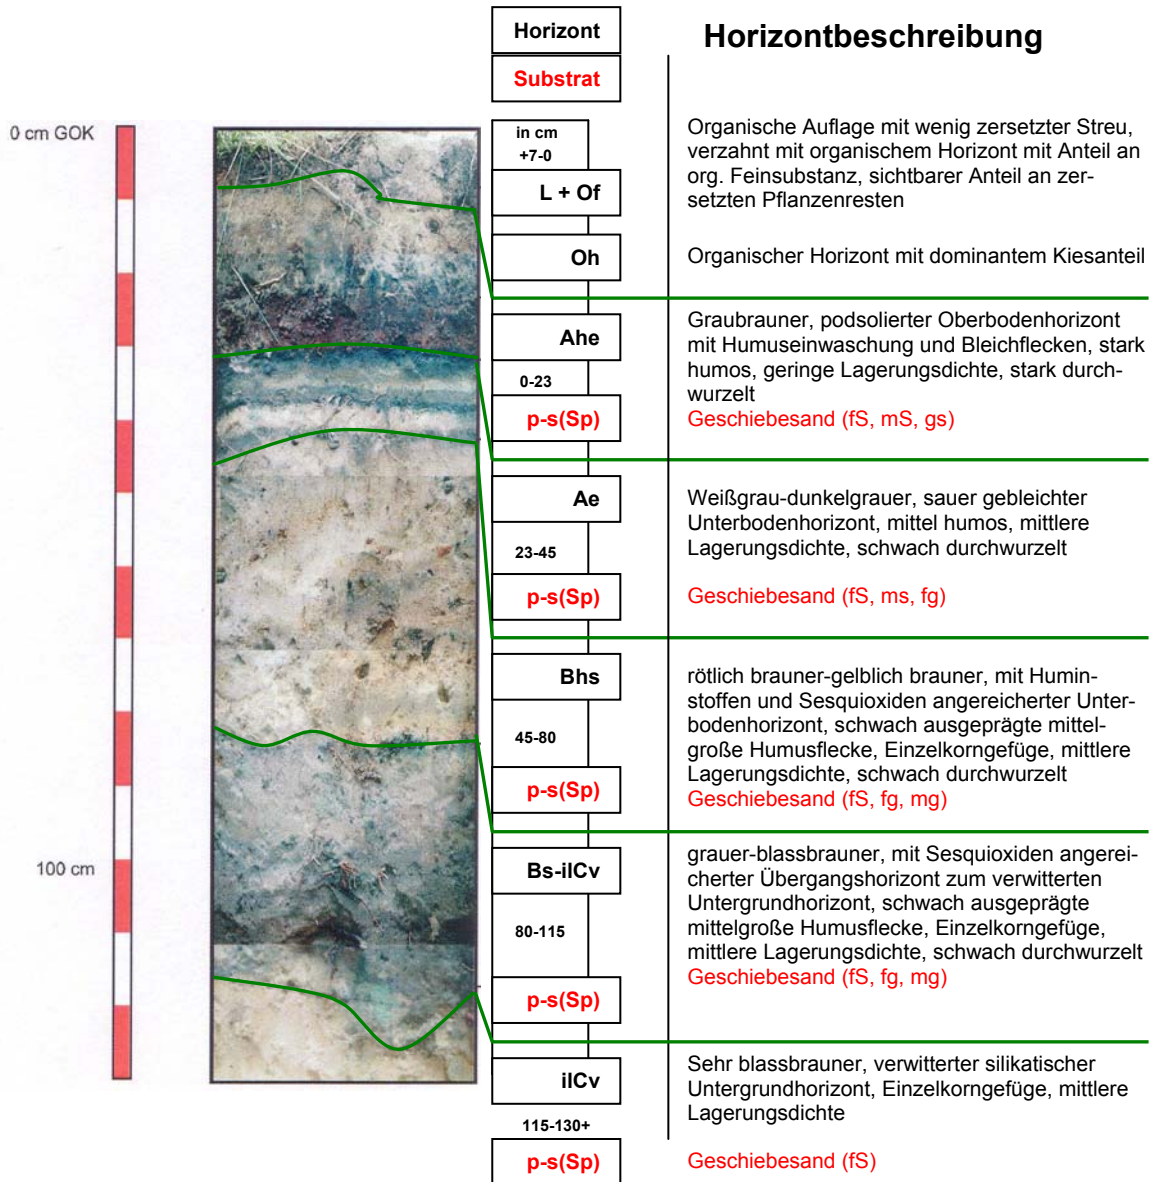 Horizont
Horizontbeschreibung
Substrat
0 cm GOK
in cm
+7-0
L + Of
Organische Auflage mit wenig zersetzter Streu,
verzahnt mit organischem Horizont mit Anteil an
org. Feinsubstanz, sichtbarer Anteil an zer-
setzten Pflanzenresten
Oh
Organischer Horizont mit dominantem Kiesanteil
Ahe
0-23
p-s(Sp)
Graubrauner, podsolierter Oberbodenhorizont
mit Humuseinwaschung und Bleichflecken, stark
humos, geringe Lagerungsdichte, stark durch-
wurzelt
Geschiebesand (fS, mS, gs)
Ae
23-45
p-s(Sp)
Weißgrau-dunkelgrauer, sauer gebleichter
Unterbodenhorizont, mittel humos, mittlere
Lagerungsdichte, schwach durchwurzelt
Geschiebesand (fS, ms, fg)
Bhs
45-80
p-s(Sp)
rötlich brauner-gelblich brauner, mit Humin-
stoffen und Sesquioxiden angereicherter Unter-
bodenhorizont, schwach ausgeprägte mittel-
große Humusflecke, Einzelkorngefüge, mittlere
Lagerungsdichte, schwach durchwurzelt
Geschiebesand (fS, fg, mg)
100 cm
Bs-ilCv
80-115
p-s(Sp)
grauer-blassbrauner, mit Sesquioxiden angerei-
cherter Übergangshorizont zum verwitterten
Untergrundhorizont, schwach ausgeprägte
mittelgroße Humusflecke, Einzelkorngefüge,
mittlere Lagerungsdichte, schwach durchwurzelt
Geschiebesand (fS, fg, mg)
ilCv
115-130+
p-s(Sp)
Sehr blassbrauner, verwitterter silikatischer
Untergrundhorizont, Einzelkorngefüge, mittlere
Lagerungsdichte
Geschiebesand (fS)